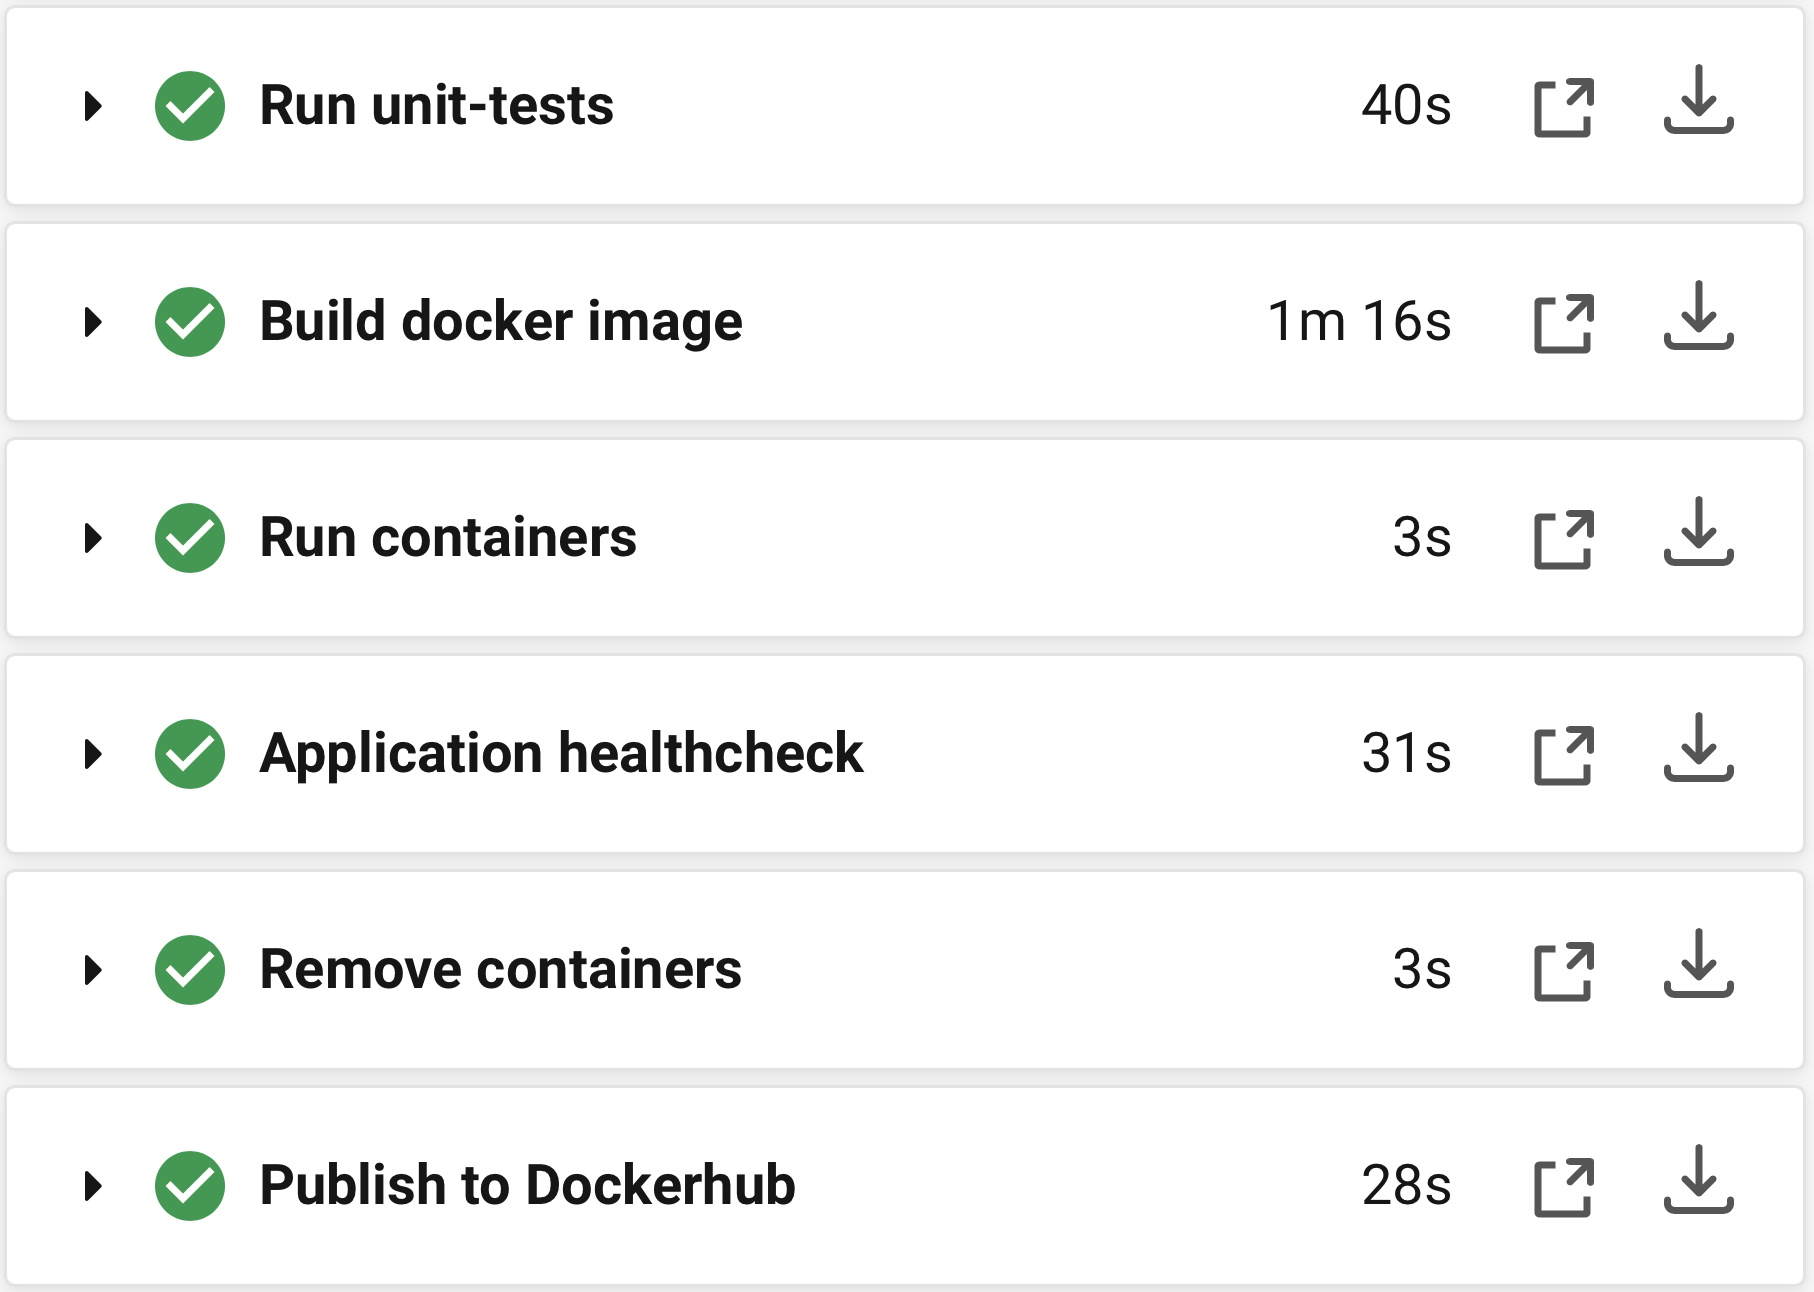 Run unit-tests 40s
Build docker image 1m 16s
Run containers 3s
Application healthcheck 31s
Remove containers 3s
Publish to Dockerhub 28s